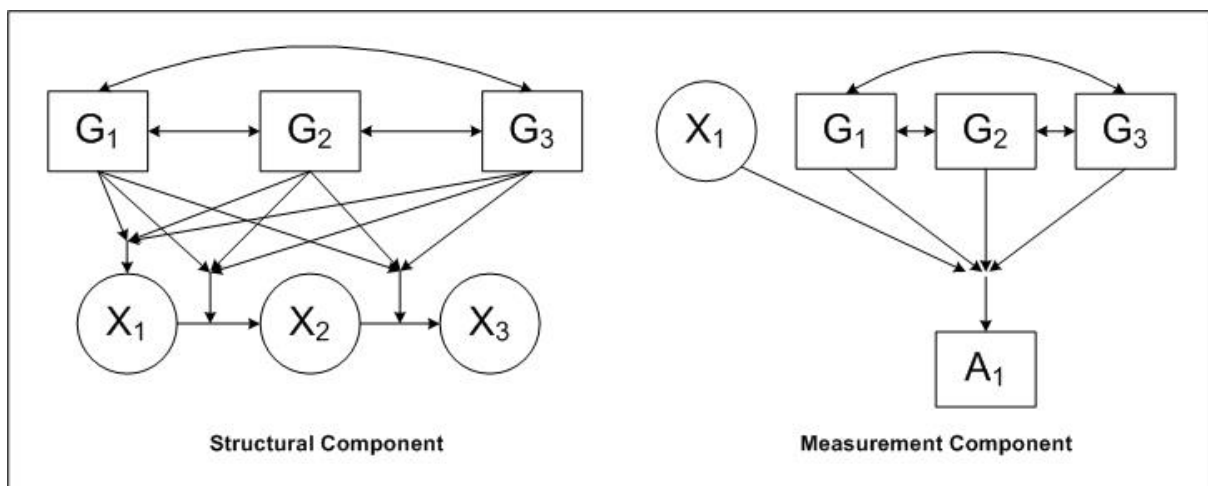 G₁ G₂ G₃
X₁ X₂ X₃
Structural Component
X₁ G₁ G₂ G₃
A₁
Measurement Component